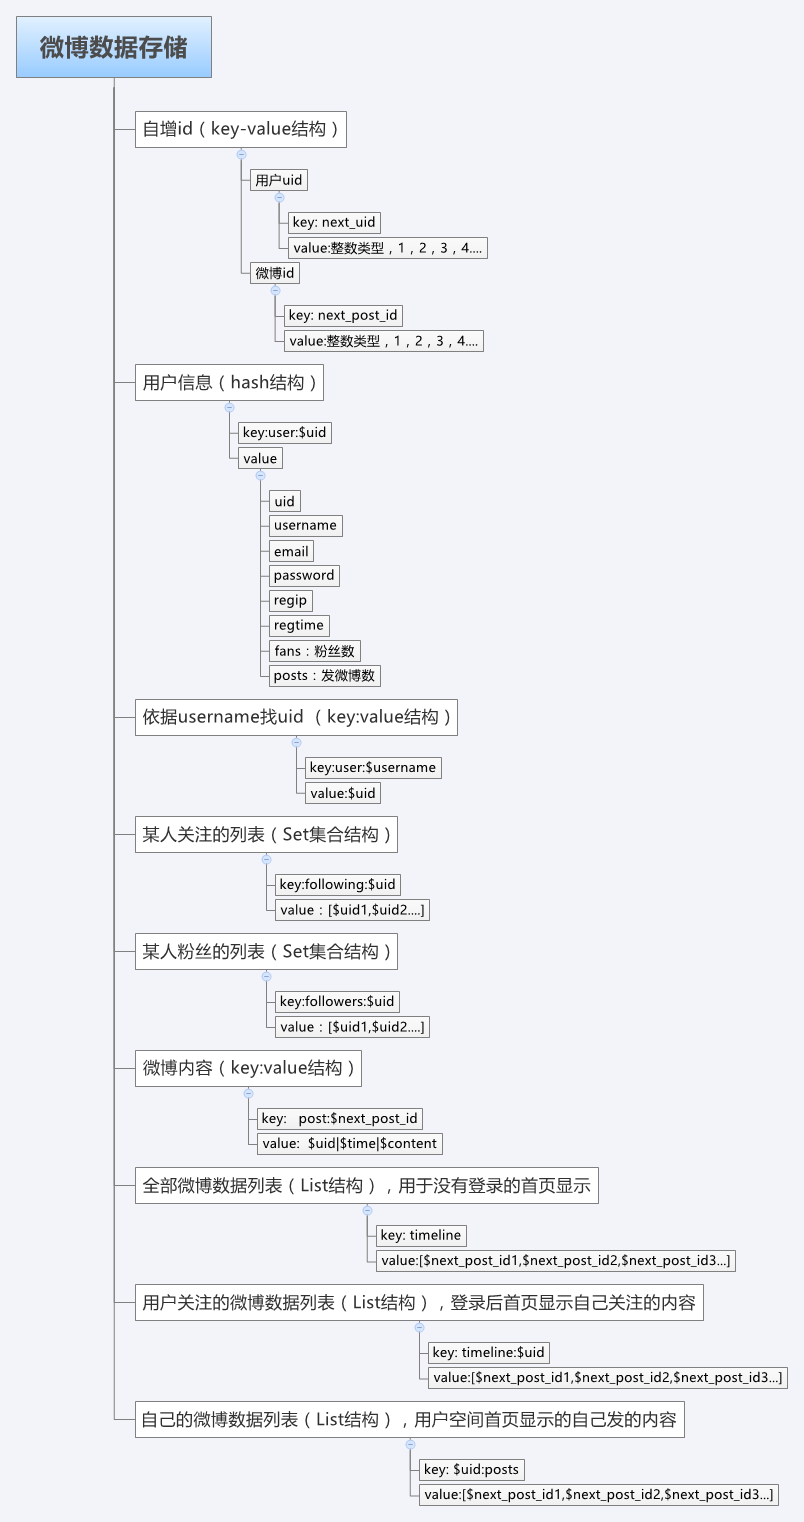 微博数据存储
自增id（key-value结构）
用户uid
key: next_uid
value:整数类型，1，2，3，4....
微博id
key: next_post_id
value:整数类型，1，2，3，4....
用户信息（hash结构）
key:user:$uid
value
uid
username
email
password
regip
regtime
fans：粉丝数
posts：发微博数
依据username找uid （key:value结构）
key:user:$username
value:$uid
某人关注的列表（Set集合结构）
key:following:$uid
value：[$uid1,$uid2....]
某人粉丝的列表（Set集合结构）
key:followers:$uid
value：[$uid1,$uid2....]
微博内容（key:value结构）
key:   post:$next_post_id
value:  $uid|$time|$content
全部微博数据列表（List结构），用于没有登录的首页显示
key: timeline
value:[$next_post_id1,$next_post_id2,$next_post_id3...]
用户关注的微博数据列表（List结构），登录后首页显示自己关注的内容
key: timeline:$uid
value:[$next_post_id1,$next_post_id2,$next_post_id3...]
自己的微博数据列表（List结构），用户空间首页显示的自己发的内容
key: $uid:posts
value:[$next_post_id1,$next_post_id2,$next_post_id3...]